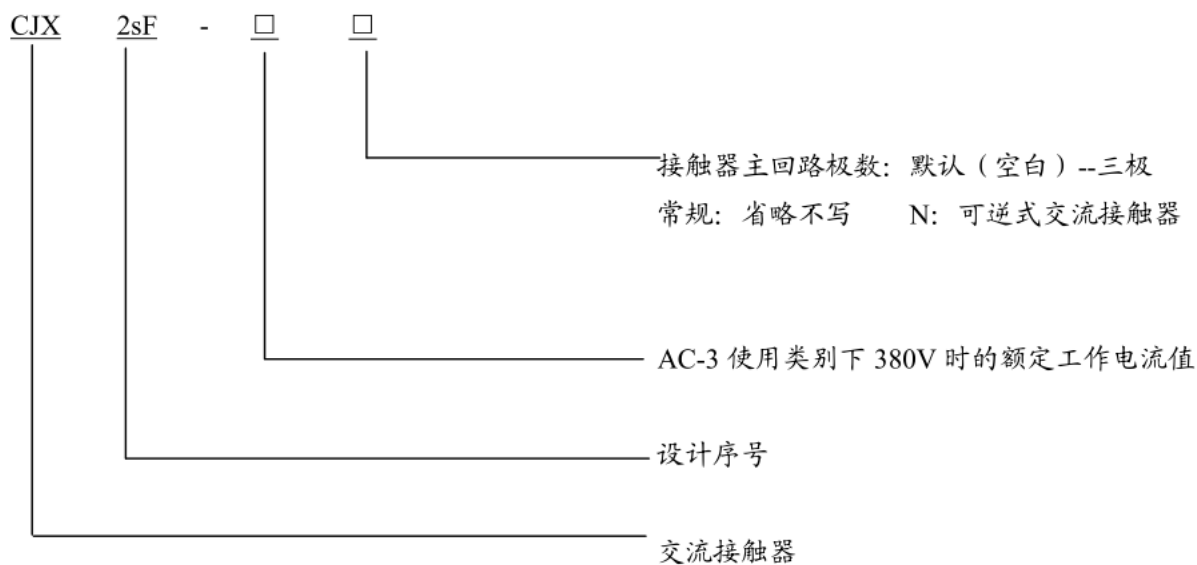 CJX 2sF - □ □
接触器主回路极数：默认（空白）--三极
常规：省略不写 N：可逆式交流接触器
AC-3 使用类别下 380V 时的额定工作电流值
设计序号
交流接触器